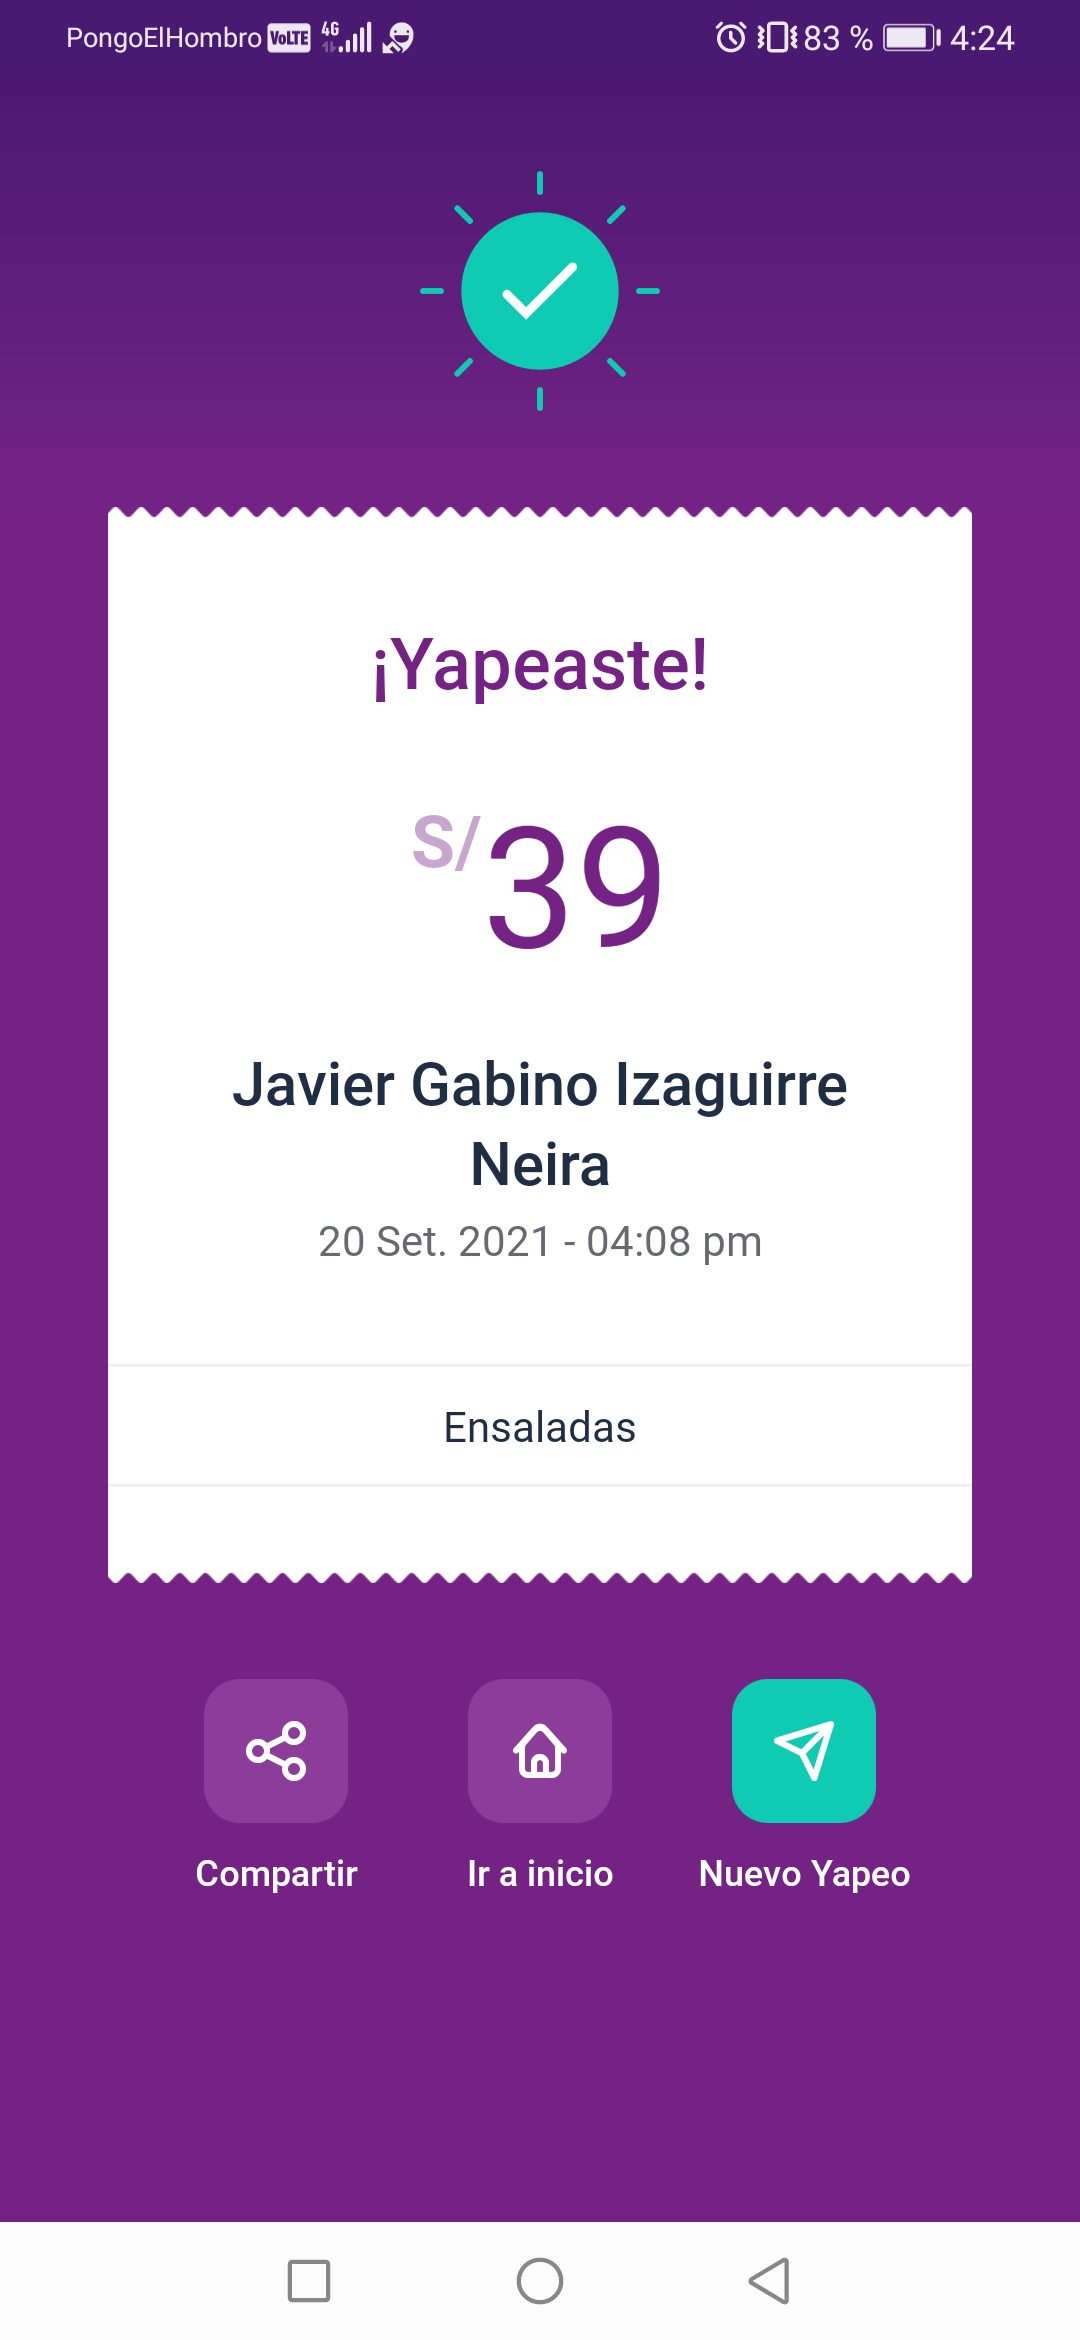 PongoElHombro VoLTE 4G 83 % 4:24
¡Yapeaste!
S/39
Javier Gabino Izaguirre
Neira
20 Set. 2021 - 04:08 pm
Ensaladas
Compartir Ir a inicio Nuevo Yapeo